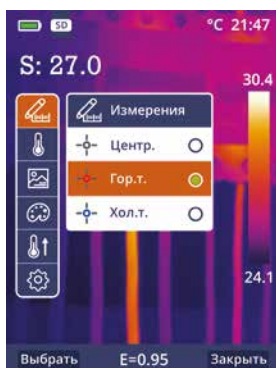 SD °C 21:47
S: 27.0
30.4
Измерения
Центр.
Гор.т.
Хол.т.
24.1
Выбрать E=0.95 Закрыть